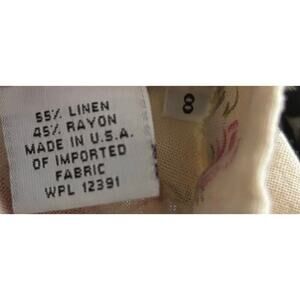 55% LINEN
45% RAYON
MADE IN U.S.A.
OF IMPORTED
FABRIC
WPL 12391
8